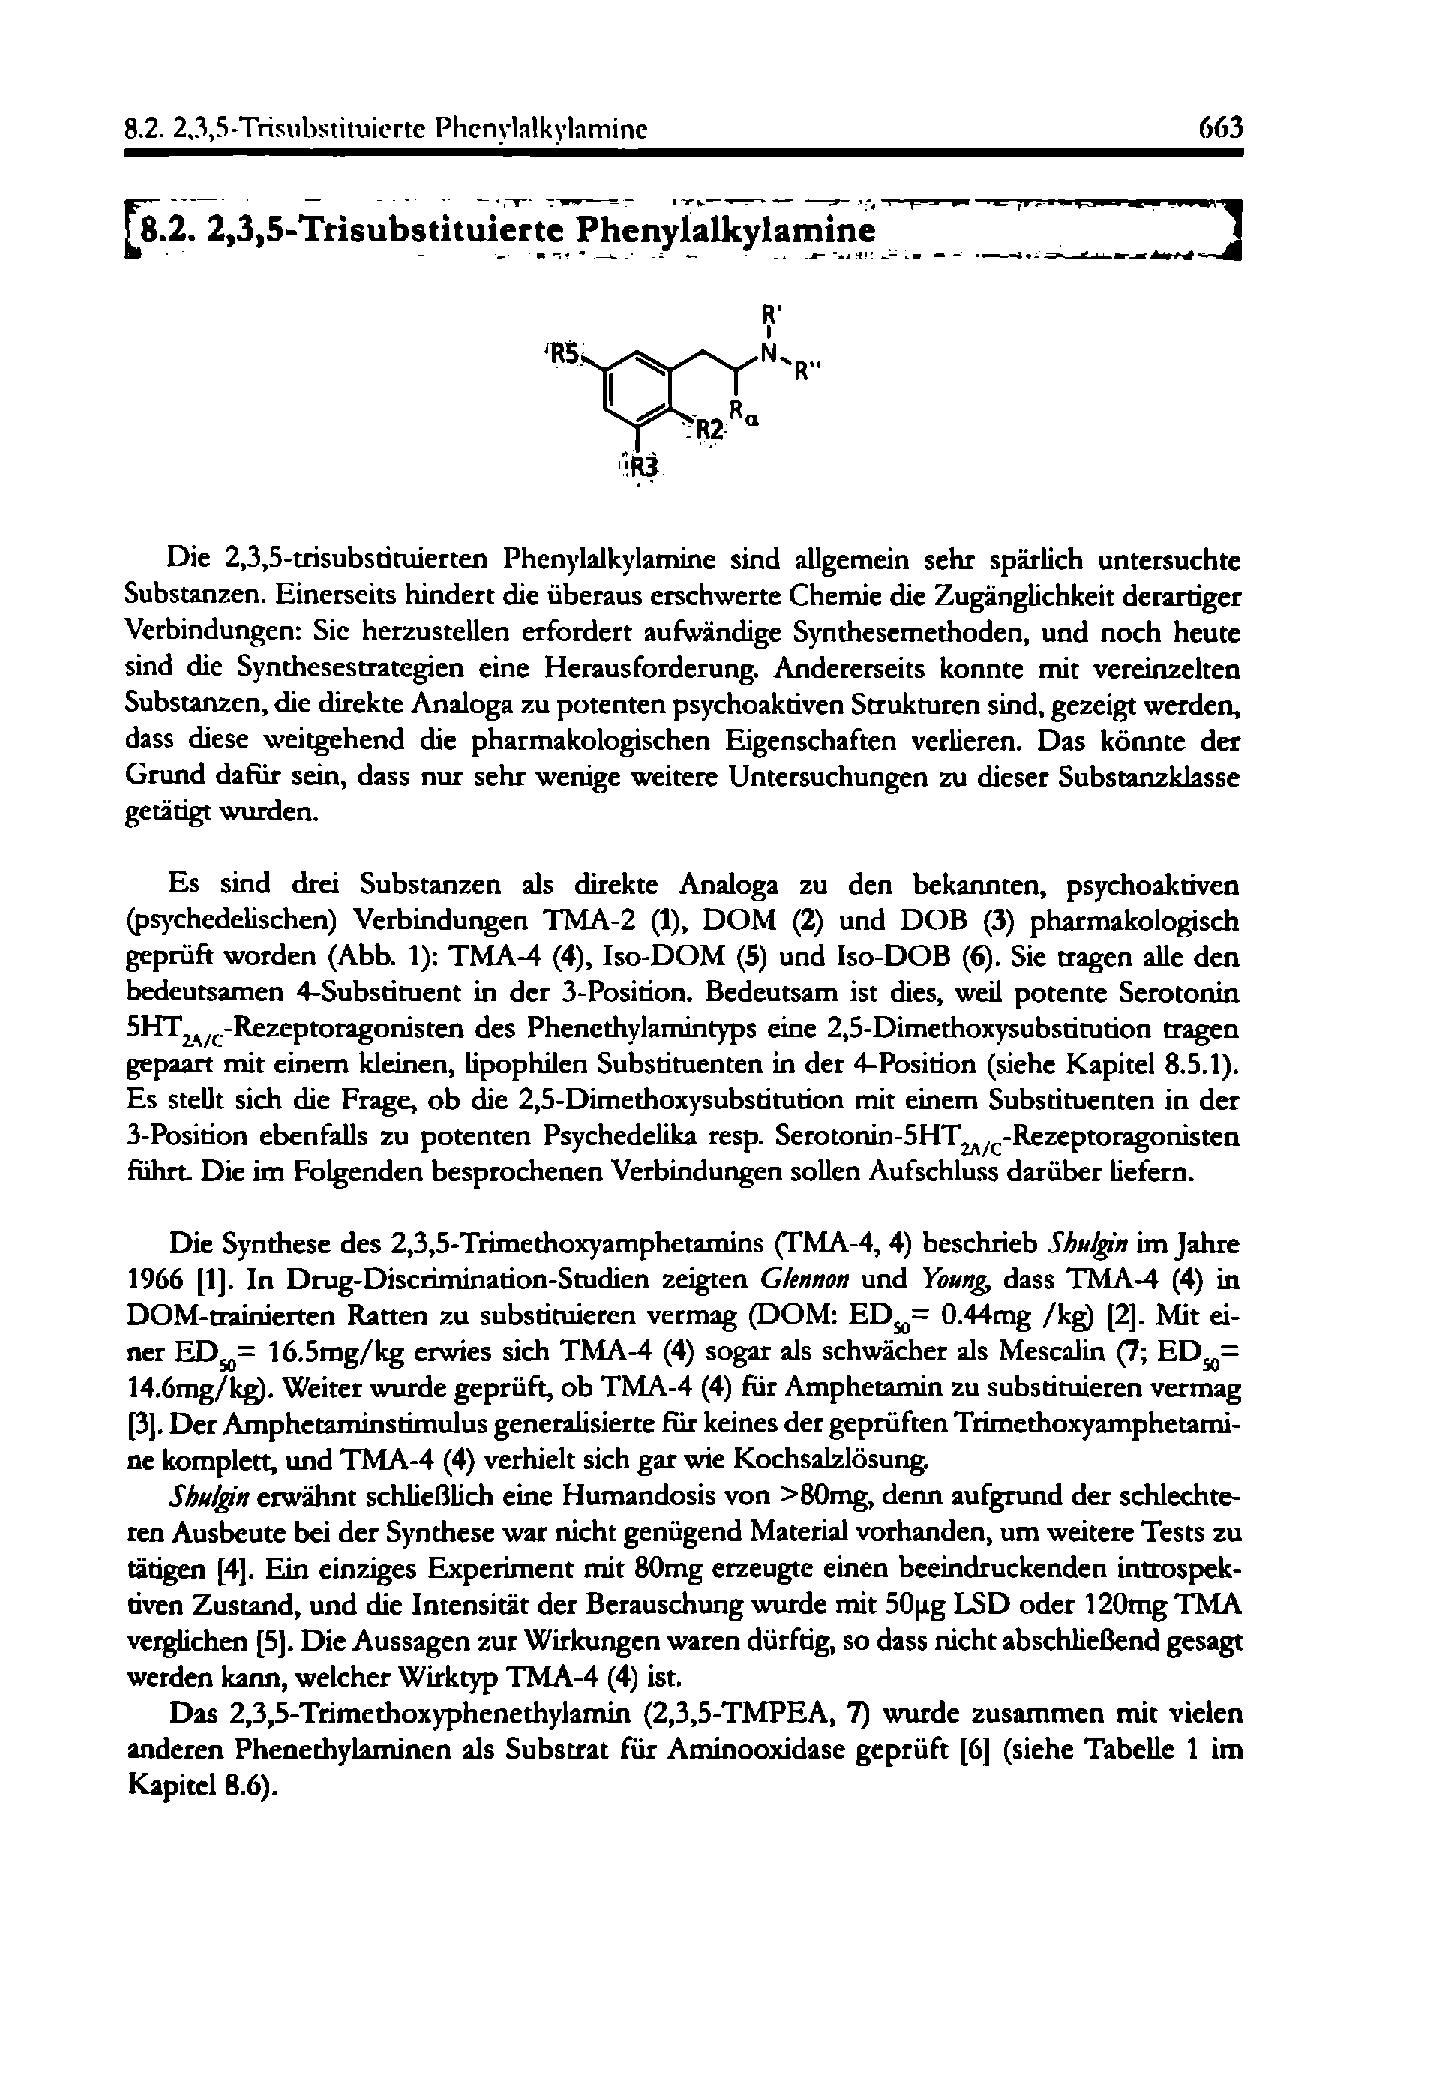 8.2. 2,3,5-Trisubstituierte Phenylalkylamine 663
8.2. 2,3,5-Trisubstituierte Phenylalkylamine
R'
R5 N R"
Rα
R2
R3
Die 2,3,5-trisubstituierten Phenylalkylamine sind allgemein sehr spärlich untersuchte
Substanzen. Einerseits hindert die überaus erschwerte Chemie die Zugänglichkeit derartiger
Verbindungen: Sie herzustellen erfordert aufwändige Synthesemethoden, und noch heute
sind die Synthesestrategien eine Herausforderung. Andererseits konnte mit vereinzelten
Substanzen, die direkte Analoga zu potenten psychoaktiven Strukturen sind, gezeigt werden,
dass diese weitgehend die pharmakologischen Eigenschaften verlieren. Das könnte der
Grund dafür sein, dass nur sehr wenige weitere Untersuchungen zu dieser Substanzklasse
getätigt wurden.
Es sind drei Substanzen als direkte Analoga zu den bekannten, psychoaktiven
(psychedelischen) Verbindungen TMA-2 (1), DOM (2) und DOB (3) pharmakologisch
geprüft worden (Abb. 1): TMA-4 (4), Iso-DOM (5) und Iso-DOB (6). Sie tragen alle den
bedeutsamen 4-Substituent in der 3-Position. Bedeutsam ist dies, weil potente Serotonin
5HT2A/C-Rezeptoragonisten des Phenethylamintyps eine 2,5-Dimethoxysubstitution tragen
gepaart mit einem kleinen, lipophilen Substituenten in der 4-Position (siehe Kapitel 8.5.1).
Es stellt sich die Frage, ob die 2,5-Dimethoxysubstitution mit einem Substituenten in der
3-Position ebenfalls zu potenten Psychedelika resp. Serotonin-5HT2A/C-Rezeptoragonisten
führt. Die im Folgenden besprochenen Verbindungen sollen Aufschluss darüber liefern.
Die Synthese des 2,3,5-Trimethoxyamphetamins (TMA-4, 4) beschrieb Shulgin im Jahre
1966 [1]. In Drug-Discrimination-Studien zeigten Glennon und Young, dass TMA-4 (4) in
DOM-trainierten Ratten zu substituieren vermag (DOM: ED50= 0.44mg /kg) [2]. Mit ei-
ner ED50= 16.5mg/kg erwies sich TMA-4 (4) sogar als schwächer als Mescalin (7; ED50=
14.6mg/kg). Weiter wurde geprüft, ob TMA-4 (4) für Amphetamin zu substituieren vermag
[3]. Der Amphetaminstimulus generalisierte für keines der geprüften Trimethoxyamphetami-
ne komplett, und TMA-4 (4) verhielt sich gar wie Kochsalzlösung.
Shulgin erwähnt schließlich eine Humandosis von >80mg, denn aufgrund der schlechte-
ren Ausbeute bei der Synthese war nicht genügend Material vorhanden, um weitere Tests zu
tätigen [4]. Ein einziges Experiment mit 80mg erzeugte einen beeindruckenden introspek-
tiven Zustand, und die Intensität der Berauschung wurde mit 50µg LSD oder 120mg TMA
verglichen [5]. Die Aussagen zur Wirkungen waren dürftig, so dass nicht abschließend gesagt
werden kann, welcher Wirktyp TMA-4 (4) ist.
Das 2,3,5-Trimethoxyphenethylamin (2,3,5-TMPEA, 7) wurde zusammen mit vielen
anderen Phenethylaminen als Substrat für Aminooxidase geprüft [6] (siehe Tabelle 1 im
Kapitel 8.6).